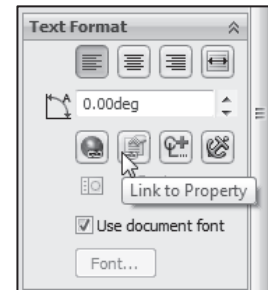 Text Format
0.00deg
Link to Property
Use document font
Font...